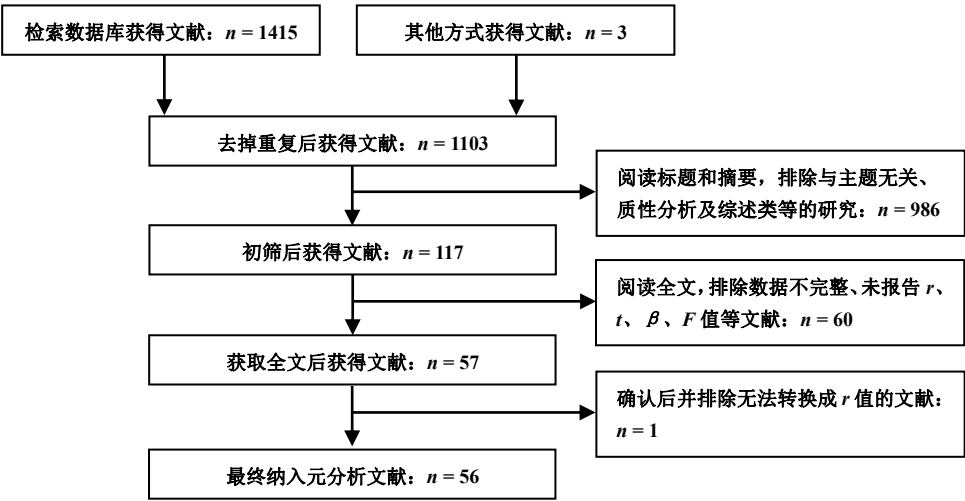 检索数据库获得文献：n = 1415
其他方式获得文献：n = 3
去掉重复后获得文献：n = 1103
阅读标题和摘要，排除与主题无关、
质性分析及综述类等的研究：n = 986
初筛后获得文献：n = 117
阅读全文，排除数据不完整、未报告 r、
t、β、F 值等文献：n = 60
获取全文后获得文献：n = 57
确认后并排除无法转换成 r 值的文献：
n = 1
最终纳入元分析文献：n = 56